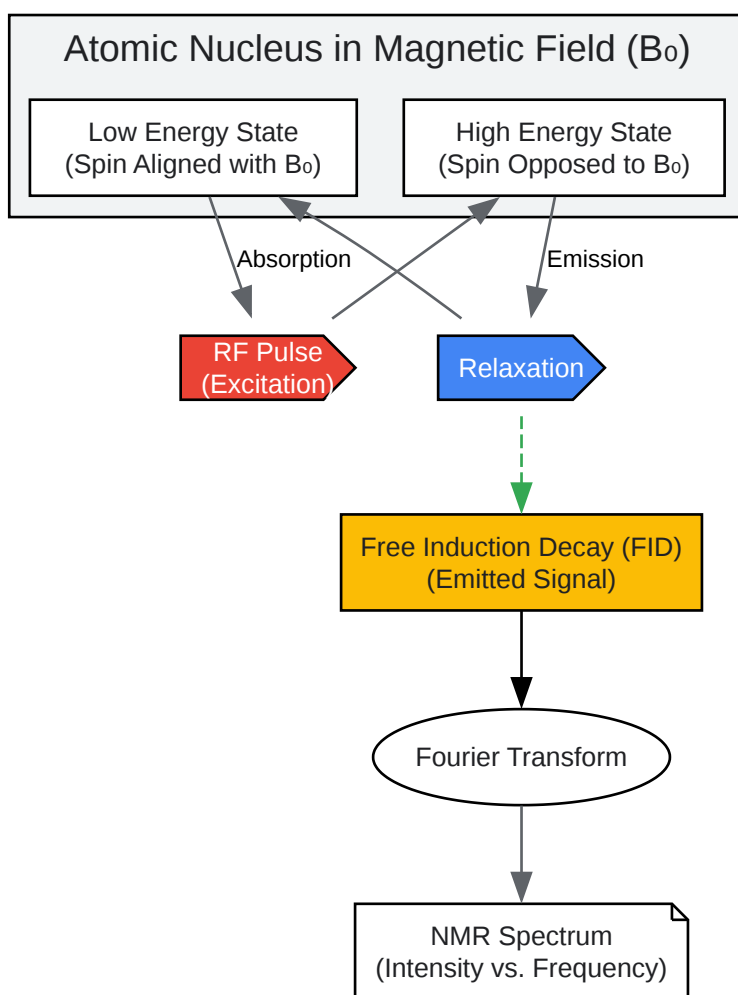 Atomic Nucleus in Magnetic Field (B₀)
Low Energy State
(Spin Aligned with B₀)
High Energy State
(Spin Opposed to B₀)
Absorption
Emission
RF Pulse
(Excitation)
Relaxation
Free Induction Decay (FID)
(Emitted Signal)
Fourier Transform
NMR Spectrum
(Intensity vs. Frequency)